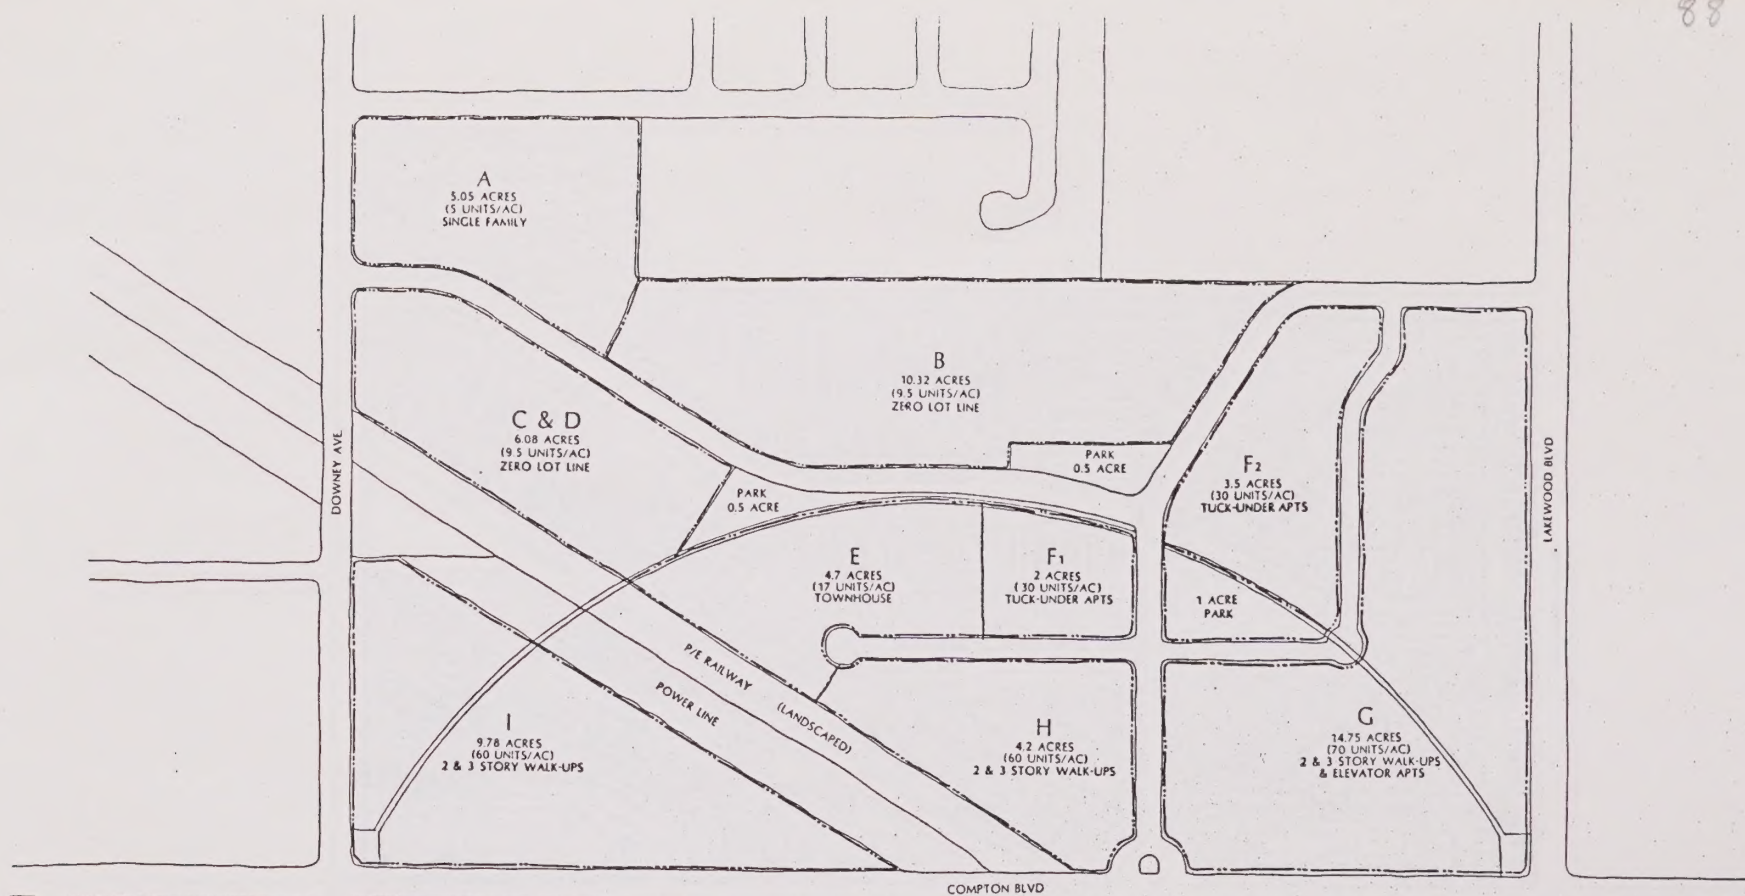 88
A
5.05 ACRES
(5 UNITS/AC)
SINGLE FAMILY
B
10.32 ACRES
(9.5 UNITS/AC)
ZERO LOT LINE
C & D
6.08 ACRES
(9.5 UNITS/AC)
ZERO LOT LINE
PARK
0.5 ACRE
PARK
0.5 ACRE
F2
3.5 ACRES
(30 UNITS/AC)
TUCK-UNDER APTS
DOWNEY AVE.
LAKEWOOD BLVD
E
4.7 ACRES
(17 UNITS/AC)
TOWNHOUSE
F1
2 ACRES
(30 UNITS/AC)
TUCK-UNDER APTS
1 ACRE
PARK
P/E RAILWAY
(LANDSCAPED)
POWER LINE
I
9.78 ACRES
(60 UNITS/AC)
2 & 3 STORY WALK-UPS
H
4.2 ACRES
(60 UNITS/AC)
2 & 3 STORY WALK-UPS
G
14.75 ACRES
(70 UNITS/AC)
2 & 3 STORY WALK-UPS
& ELEVATOR APTS
COMPTON BLVD